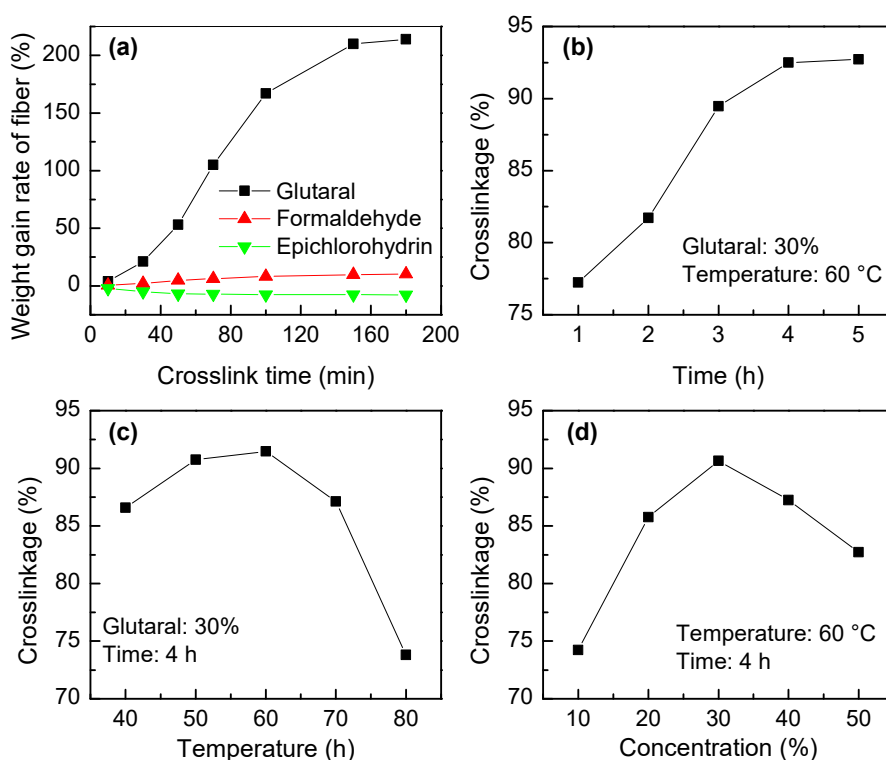 (a)
Weight gain rate of fiber (%)
200
150
100
50
0
Glutaral
Formaldehyde
Epichlorohydrin
0 40 80 120 160 200
Crosslink time (min)
(b)
Crosslinkage (%)
95
90
85
80
75
Glutaral: 30%
Temperature: 60 °C
1 2 3 4 5
Time (h)
(c)
Crosslinkage (%)
95
90
85
80
75
70
Glutaral: 30%
Time: 4 h
40 50 60 70 80
Temperature (h)
(d)
Crosslinkage (%)
95
90
85
80
75
70
Temperature: 60 °C
Time: 4 h
10 20 30 40 50
Concentration (%)